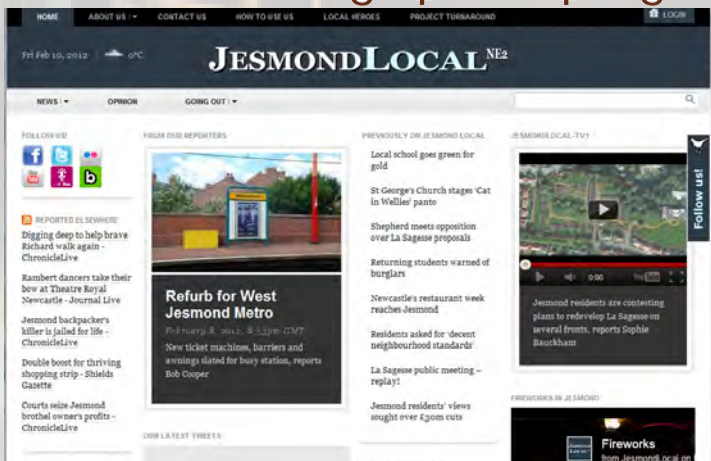 HOME ABOUT US CONTACT US HOW TO USE US LOCAL HEROES PROJECT TURNAROUND LOGIN
Fri Feb 10, 2012 0°C
JESMONDLOCAL NE2
NEWS OPINION GOING OUT
FOLLOW US!
REPORTED ELSEWHERE
Digging deep to help brave
Richard walk again -
ChronicleLive
Rambert dancers take their
bow at Theatre Royal
Newcastle - Journal Live
Jesmond backpacker's
killer is jailed for life -
ChronicleLive
Double boost for thriving
shopping strip - Shields
Gazette
Courts seize Jesmond
brothel owner's profits -
ChronicleLive
FROM OUR REPORTERS
Refurb for West
Jesmond Metro
February 8, 2012, GMT
New ticket machines, barriers and
awnings slated for busy station, reports
Bob Cooper
OUR LATEST TWEETS
PREVIOUSLY ON JESMOND LOCAL
Local school goes green for
gold
St George's Church stages 'Cat
in Wellies' panto
Shepherd meets opposition
over La Sagesse proposals
Returning students warned of
burglars
Newcastle's restaurant week
reaches Jesmond
Residents asked for 'decent
neighbourhood standards'
La Sagesse public meeting –
replay!
Jesmond residents' views
sought over £30m cuts
JESMONDLOCAL-TV!
0:00 YouTube
Jesmond residents are contesting
plans to redevelop La Sagesse on
several fronts, reports Sophie
Bauckham
FIREWORKS IN JESMOND
Fireworks
from JesmondLocal on
Follow us!